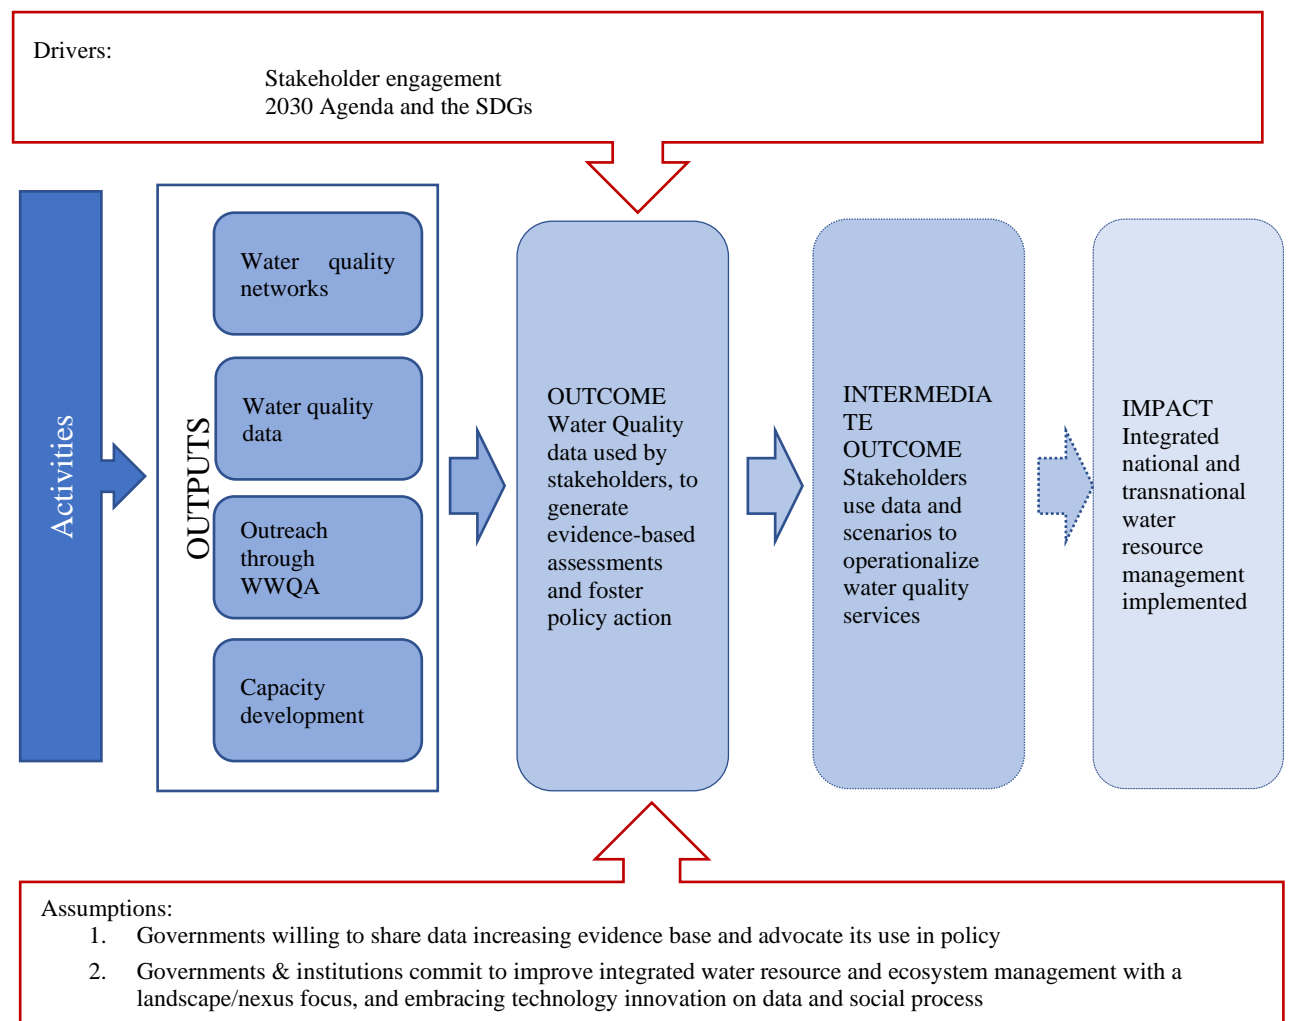 Drivers:
Stakeholder engagement
2030 Agenda and the SDGs
Activities
OUTPUTS
Water quality
networks
Water quality
data
Outreach
through
WWQA
Capacity
development
OUTCOME
Water Quality
data used by
stakeholders, to
generate
evidence-based
assessments
and foster
policy action
INTERMEDIA
TE
OUTCOME
Stakeholders
use data and
scenarios to
operationalize
water quality
services
IMPACT
Integrated
national and
transnational
water
resource
management
implemented
Assumptions:
1. Governments willing to share data increasing evidence base and advocate its use in policy
2. Governments & institutions commit to improve integrated water resource and ecosystem management with a
landscape/nexus focus, and embracing technology innovation on data and social process